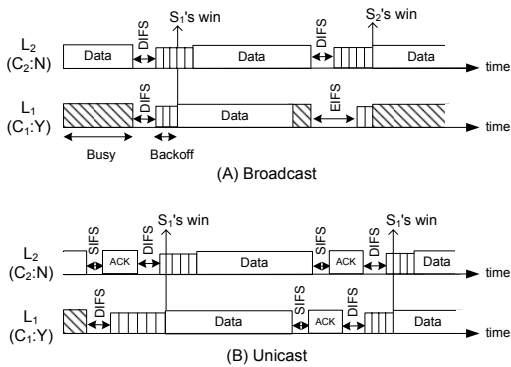 S1's win S2's win
L2 (C2:N) Data DIFS Data DIFS Data time
L1 (C1:Y) DIFS Data EIFS time
Busy Backoff
(A) Broadcast
S1's win S1's win
L2 (C2:N) SIFS ACK DIFS Data SIFS ACK DIFS Data time
L1 (C1:Y) DIFS Data SIFS ACK DIFS Data time
(B) Unicast